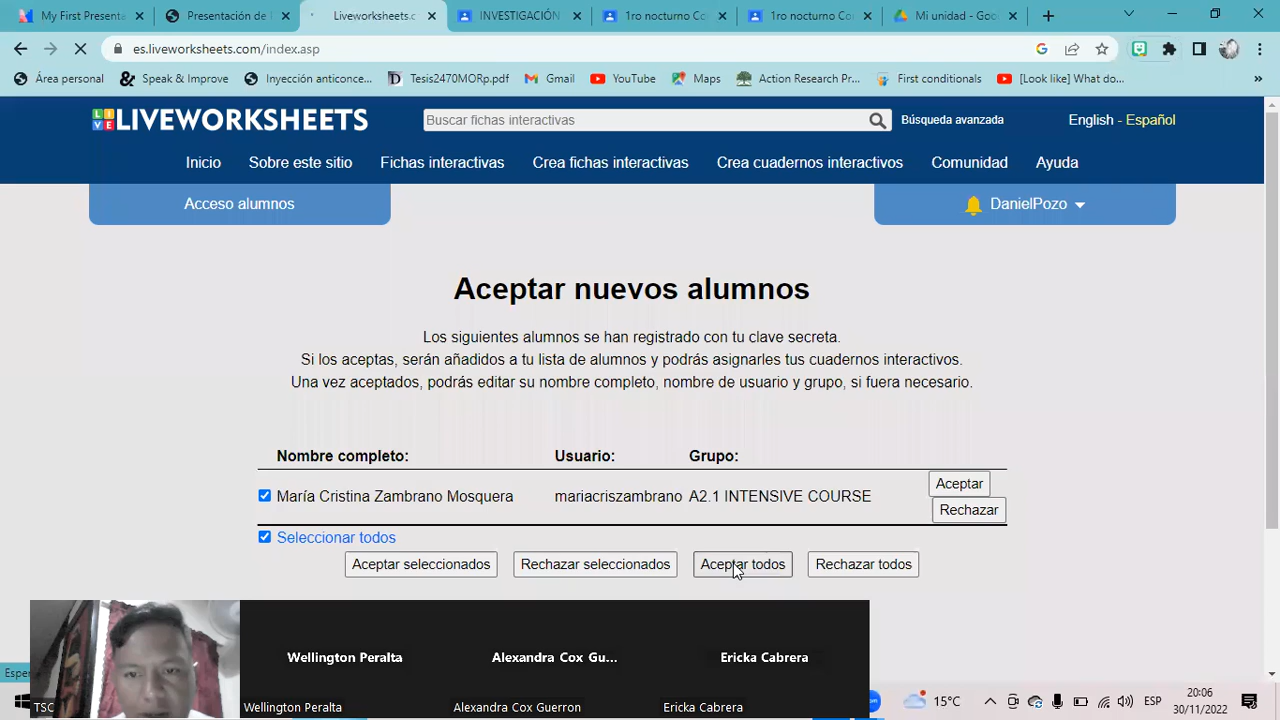 My First Presenta
Presentación de
Liveworksheets.c
INVESTIGACIÓN
1ro nocturno Co
1ro nocturno Co
Mi unidad - Goo
es.liveworksheets.com/index.asp
Área personal
Speak & Improve
Inyección anticonce...
Tesis2470MORp.pdf
Gmail
YouTube
Maps
Action Research Pr...
First conditionals
[Look like] What do...
LIVEWORKSHEETS
Buscar fichas interactivas
Búsqueda avanzada
English - Español
Inicio
Sobre este sitio
Fichas interactivas
Crea fichas interactivas
Crea cuadernos interactivos
Comunidad
Ayuda
Acceso alumnos
DanielPozo
Aceptar nuevos alumnos
Los siguientes alumnos se han registrado con tu clave secreta.
Si los aceptas, serán añadidos a tu lista de alumnos y podrás asignarles tus cuadernos interactivos.
Una vez aceptados, podrás editar su nombre completo, nombre de usuario y grupo, si fuera necesario.
Nombre completo: Usuario: Grupo:
María Cristina Zambrano Mosquera mariacriszambrano A2.1 INTENSIVE COURSE
Aceptar
Rechazar
Seleccionar todos
Aceptar seleccionados
Rechazar seleccionados
Aceptar todos
Rechazar todos
Wellington Peralta
Alexandra Cox Gu...
Ericka Cabrera
Esper
TSC
Wellington Peralta
Alexandra Cox Guerron
Ericka Cabrera
15°C
ESP
20:06
30/11/2022